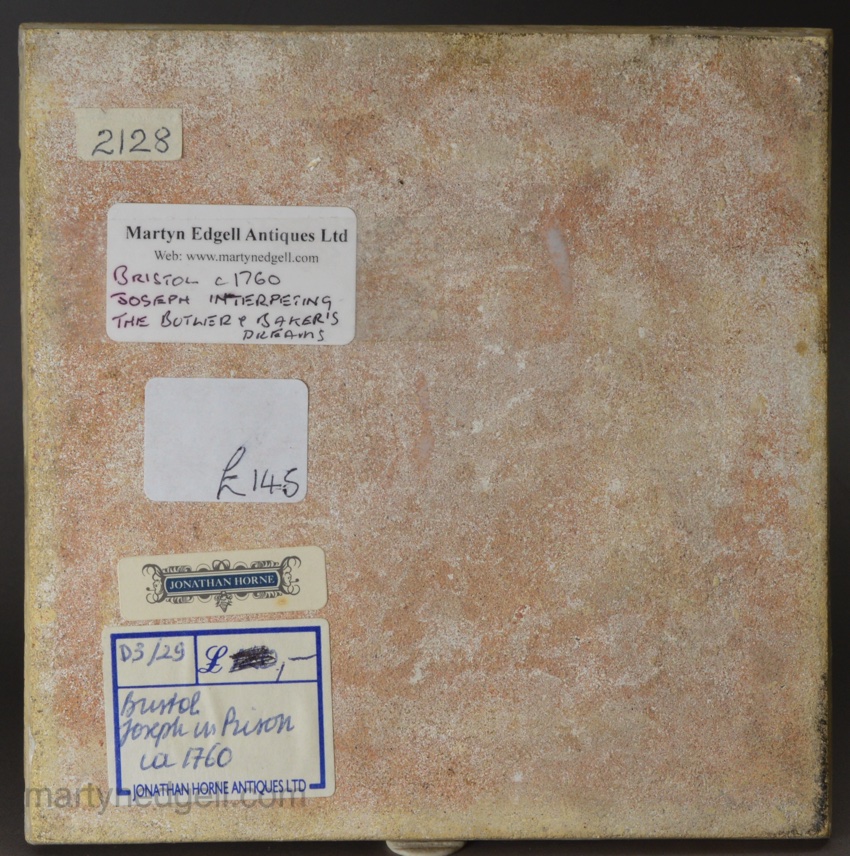 2128
Martyn Edgell Antiques Ltd
Web: www.martynedgell.com
BRISTOL c1760
JOSEPH INTERPETING
THE BUTLER & BAKER'S
DREAMS
£145
JONATHAN HORNE
D3/29 £ ,—
Bristol
Joseph in Prison
ca 1760
JONATHAN HORNE ANTIQUES LTD
martynedgell.com